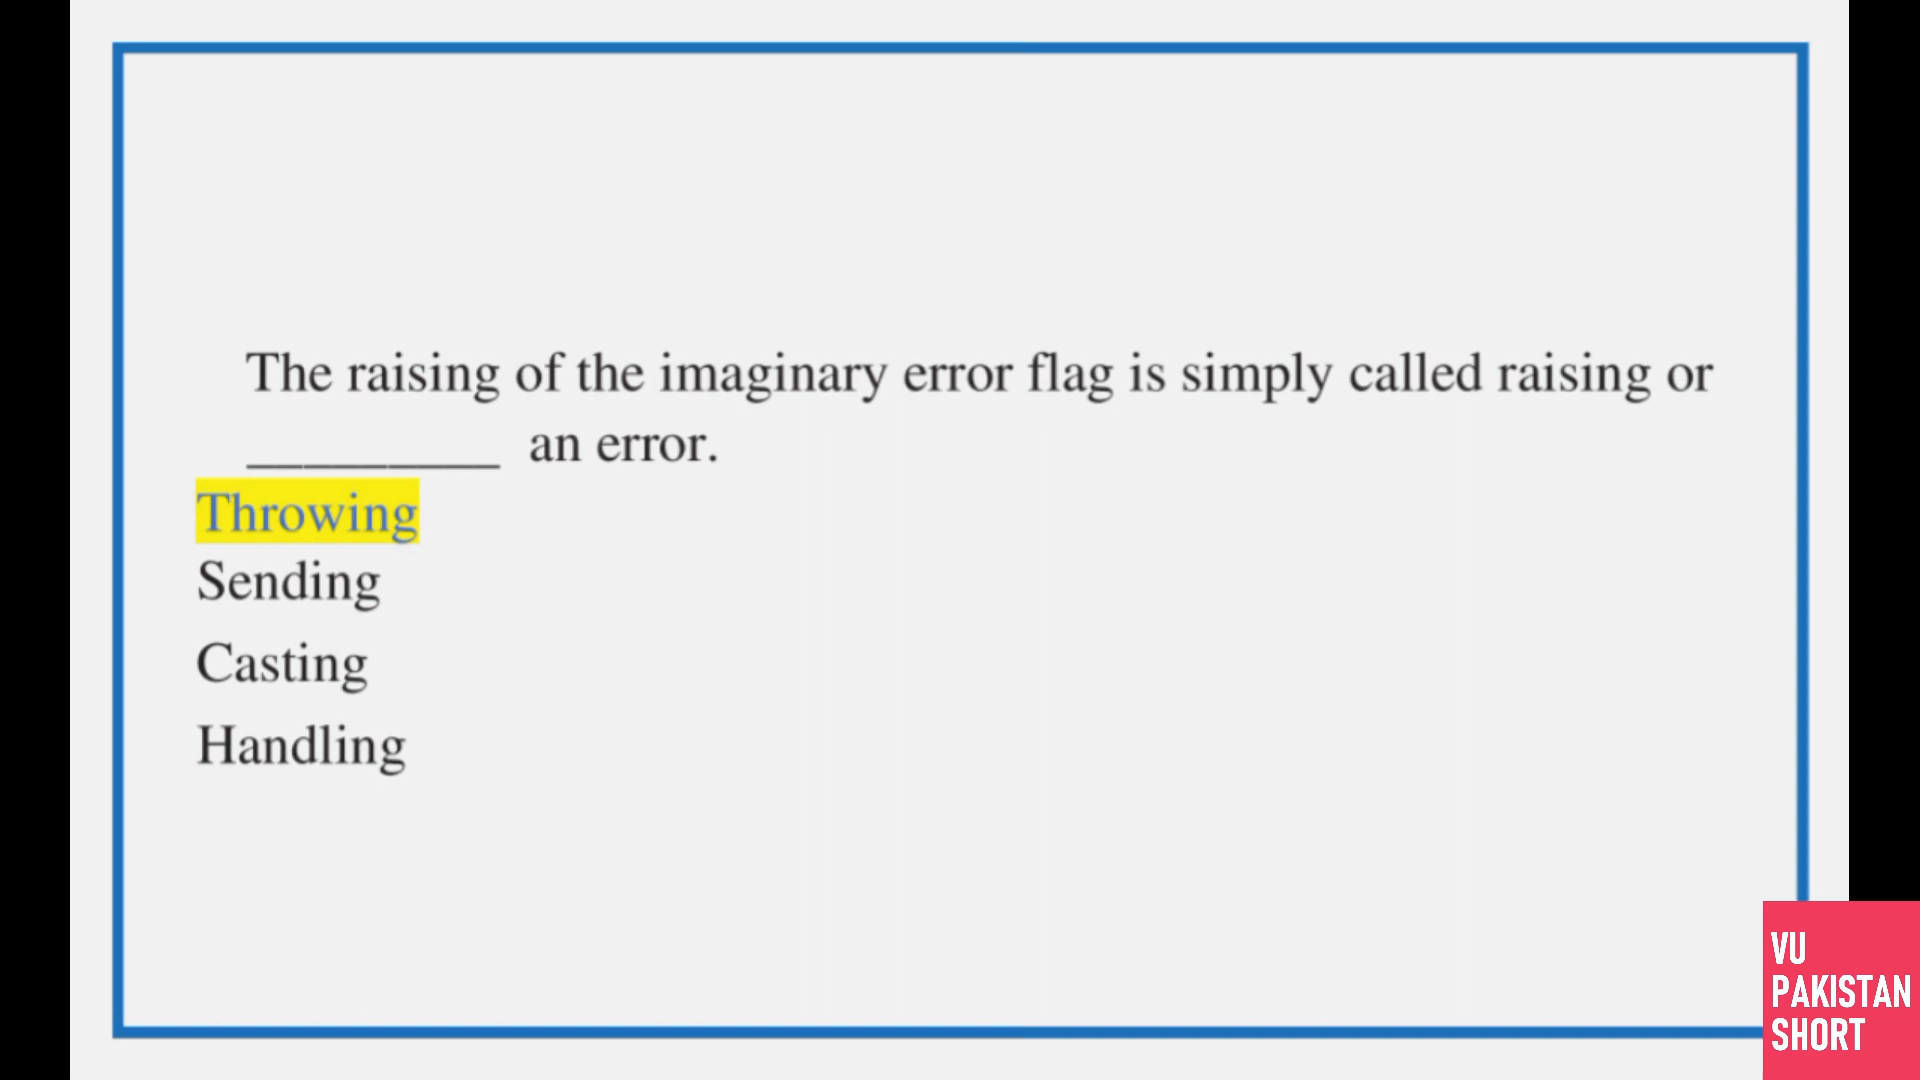 The raising of the imaginary error flag is simply called raising or
_________ an error.
Throwing
Sending
Casting
Handling
VU
PAKISTAN
SHORT